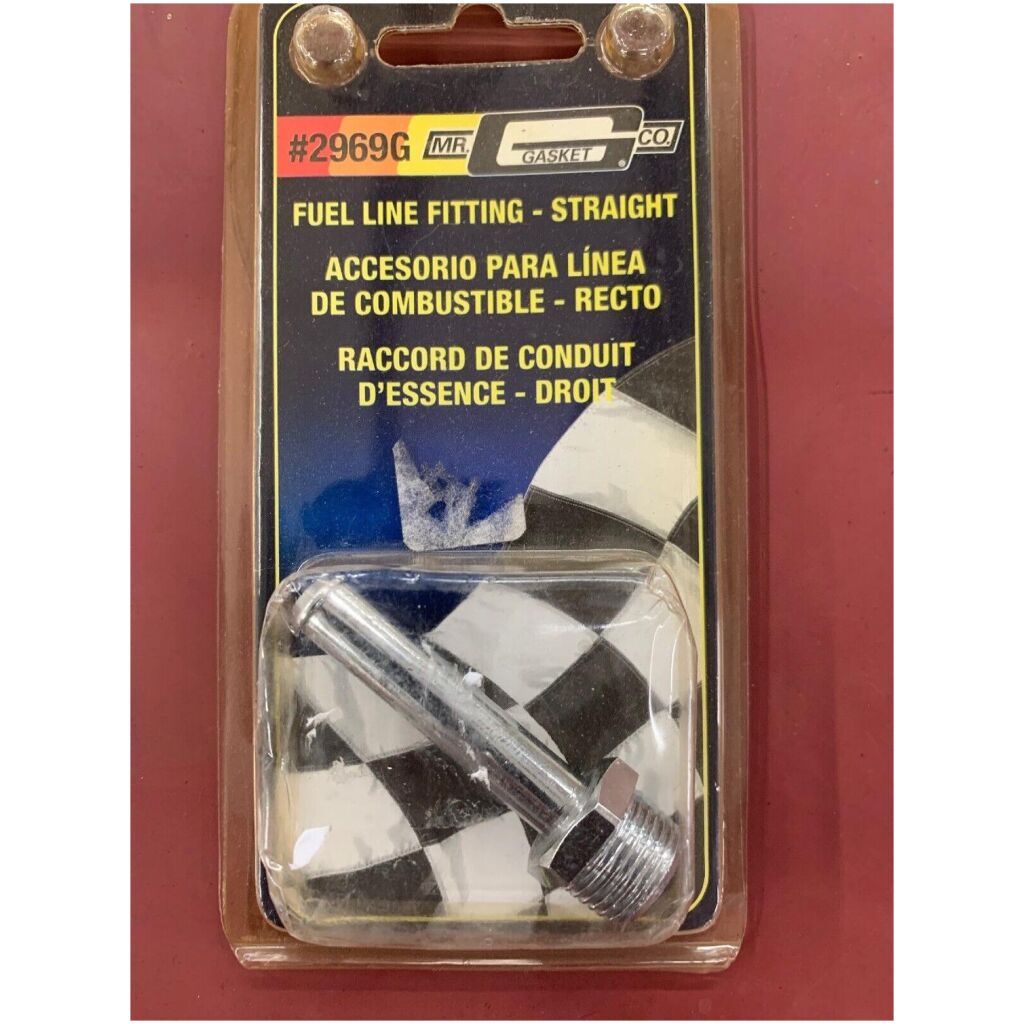 #2969G MR. GASKET® CO.
FUEL LINE FITTING - STRAIGHT
ACCESORIO PARA LÍNEA
DE COMBUSTIBLE - RECTO
RACCORD DE CONDUIT
D'ESSENCE - DROIT